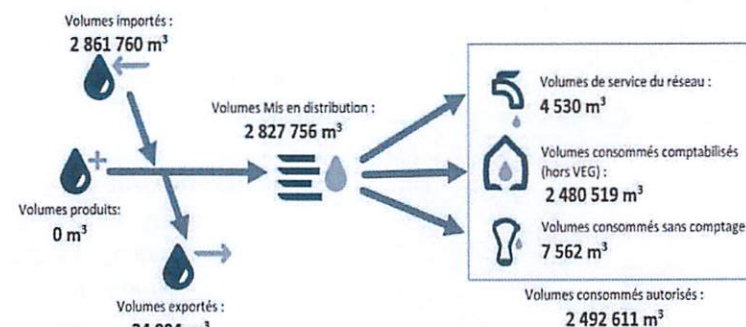 Volumes importés :
2 861 760 m³
Volumes Mis en distribution :
2 827 756 m³
Volumes produits:
0 m³
Volumes exportés :
Volumes de service du réseau :
4 530 m³
Volumes consommés comptabilisés
(hors VEG) :
2 480 519 m³
Volumes consommés sans comptage
7 562 m³
Volumes consommés autorisés :
2 492 611 m³